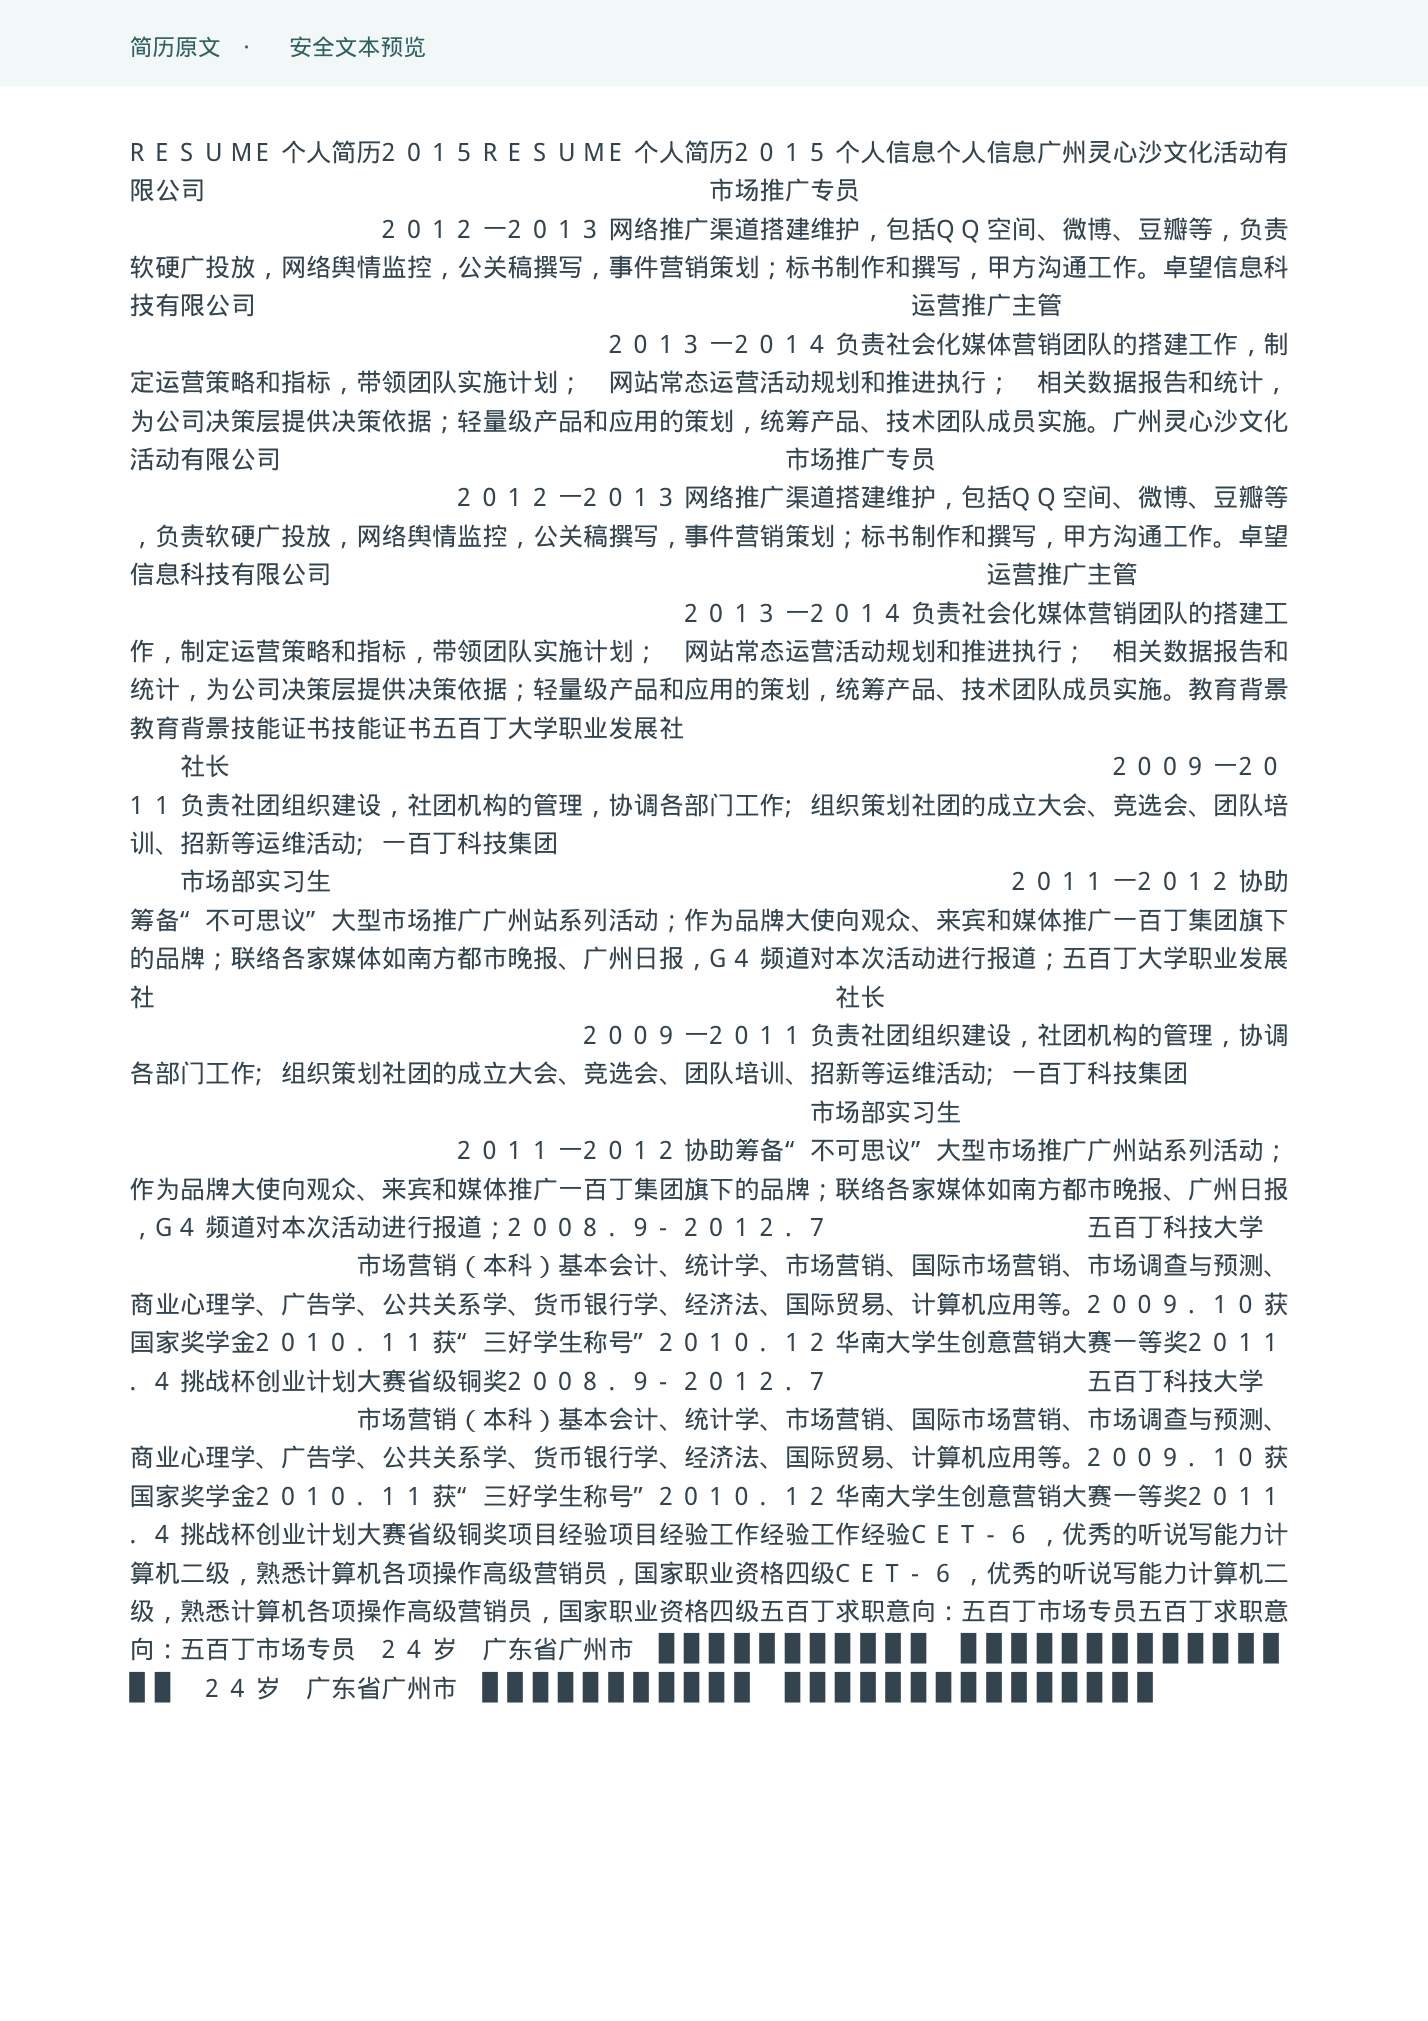 简历原文 · 安全文本预览
RESUME 个人简历2015RESUME 个人简历2015 个人信息个人信息广州灵心沙文化活动有
限公司 市场推广专员
2012一2013 网络推广渠道搭建维护，包括QQ空间、微博、豆瓣等，负责
软硬广投放，网络舆情监控，公关稿撰写，事件营销策划；标书制作和撰写，甲方沟通工作。卓望信息科
技有限公司 运营推广主管
2013一2014 负责社会化媒体营销团队的搭建工作，制
定运营策略和指标，带领团队实施计划； 网站常态运营活动规划和推进执行； 相关数据报告和统计，
为公司决策层提供决策依据；轻量级产品和应用的策划，统筹产品、技术团队成员实施。广州灵心沙文化
活动有限公司 市场推广专员
2012一2013 网络推广渠道搭建维护，包括QQ空间、微博、豆瓣等
，负责软硬广投放，网络舆情监控，公关稿撰写，事件营销策划；标书制作和撰写，甲方沟通工作。卓望
信息科技有限公司 运营推广主管
2013一2014 负责社会化媒体营销团队的搭建工
作，制定运营策略和指标，带领团队实施计划； 网站常态运营活动规划和推进执行； 相关数据报告和
统计，为公司决策层提供决策依据；轻量级产品和应用的策划，统筹产品、技术团队成员实施。教育背景
教育背景技能证书技能证书五百丁大学职业发展社
社长 2009一20
11 负责社团组织建设，社团机构的管理，协调各部门工作; 组织策划社团的成立大会、竞选会、团队培
训、招新等运维活动; 一百丁科技集团
市场部实习生 2011一2012 协助
筹备“不可思议”大型市场推广广州站系列活动；作为品牌大使向观众、来宾和媒体推广一百丁集团旗下
的品牌；联络各家媒体如南方都市晚报、广州日报，G4 频道对本次活动进行报道；五百丁大学职业发展
社 社长
2009一2011 负责社团组织建设，社团机构的管理，协调
各部门工作; 组织策划社团的成立大会、竞选会、团队培训、招新等运维活动; 一百丁科技集团
市场部实习生
2011一2012 协助筹备“不可思议”大型市场推广广州站系列活动；
作为品牌大使向观众、来宾和媒体推广一百丁集团旗下的品牌；联络各家媒体如南方都市晚报、广州日报
，G4 频道对本次活动进行报道；2008.9-2012.7 五百丁科技大学
市场营销（本科）基本会计、统计学、市场营销、国际市场营销、市场调查与预测、
商业心理学、广告学、公共关系学、货币银行学、经济法、国际贸易、计算机应用等。2009.10获
国家奖学金2010.11获“三好学生称号”2010.12华南大学生创意营销大赛一等奖2011
.4 挑战杯创业计划大赛省级铜奖2008.9-2012.7 五百丁科技大学
市场营销（本科）基本会计、统计学、市场营销、国际市场营销、市场调查与预测、
商业心理学、广告学、公共关系学、货币银行学、经济法、国际贸易、计算机应用等。2009.10获
国家奖学金2010.11获“三好学生称号”2010.12华南大学生创意营销大赛一等奖2011
.4 挑战杯创业计划大赛省级铜奖项目经验项目经验工作经验工作经验CET-6，优秀的听说写能力计
算机二级，熟悉计算机各项操作高级营销员，国家职业资格四级CET-6，优秀的听说写能力计算机二
级，熟悉计算机各项操作高级营销员，国家职业资格四级五百丁求职意向：五百丁市场专员五百丁求职意
向：五百丁市场专员 24岁 广东省广州市 ███████████ █████████████
██ 24岁 广东省广州市 ███████████ ███████████████